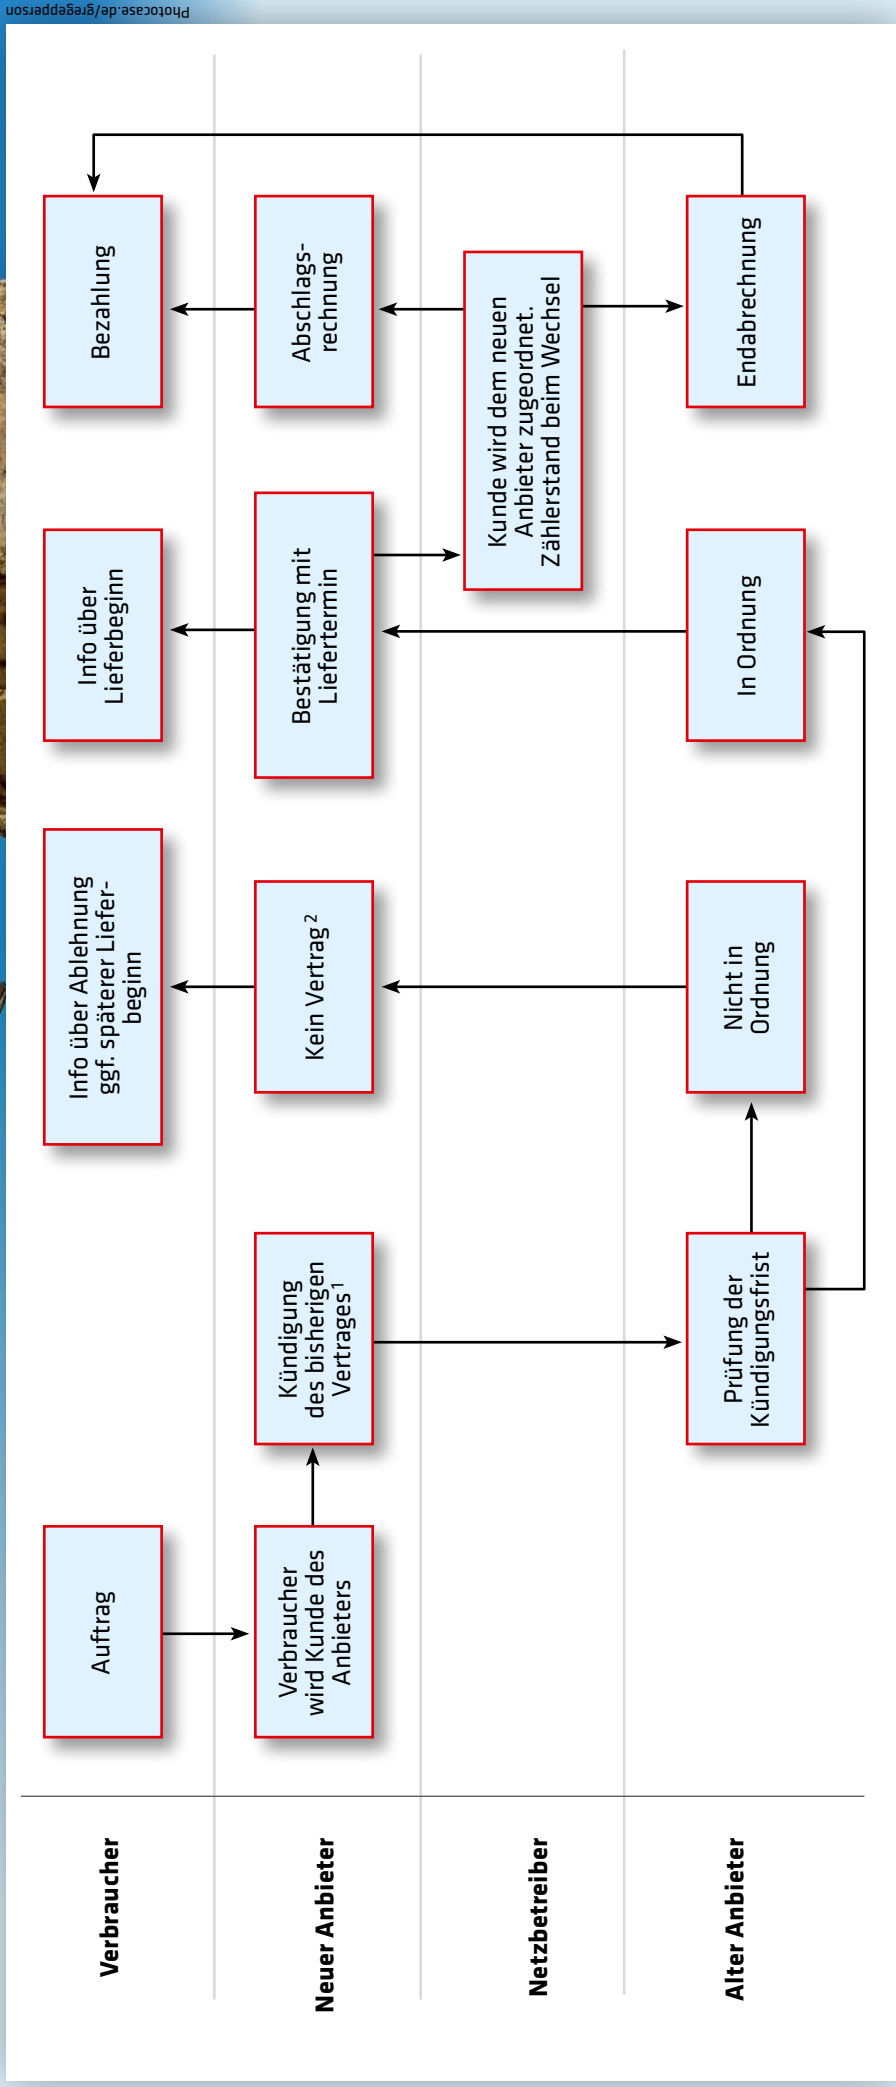 Photocase.de/gregepperson
Verbraucher
Auftrag
Info über Ablehnung
ggf. späterer Liefer-
beginn
Info über
Lieferbeginn
Bezahlung
Neuer Anbieter
Verbraucher
wird Kunde des
Anbieters
Kündigung
des bisherigen
Vertrages¹
Kein Vertrag²
Bestätigung mit
Liefertermin
Abschlags-
rechnung
Netzbetreiber
Kunde wird dem neuen
Anbieter zugeordnet.
Zählerstand beim Wechsel
Alter Anbieter
Prüfung der
Kündigungsfrist
Nicht in
Ordnung
In Ordnung
Endabrechnung